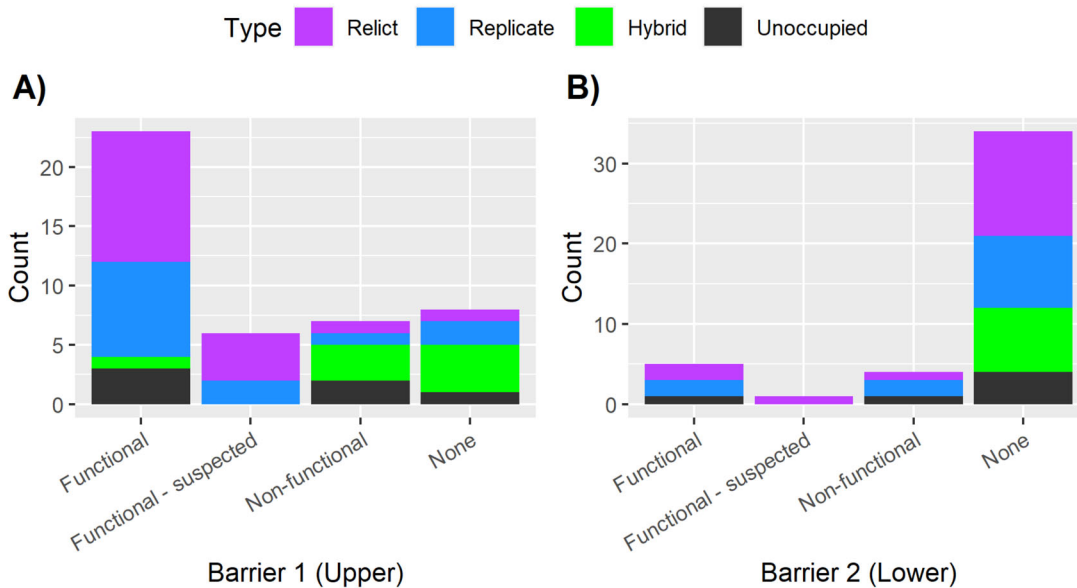 Type Relict Replicate Hybrid Unoccupied
A)
Count
20
15
10
5
0
Functional
Functional - suspected
Non-functional
None
Barrier 1 (Upper)
B)
Count
30
20
10
0
Functional
Functional - suspected
Non-functional
None
Barrier 2 (Lower)